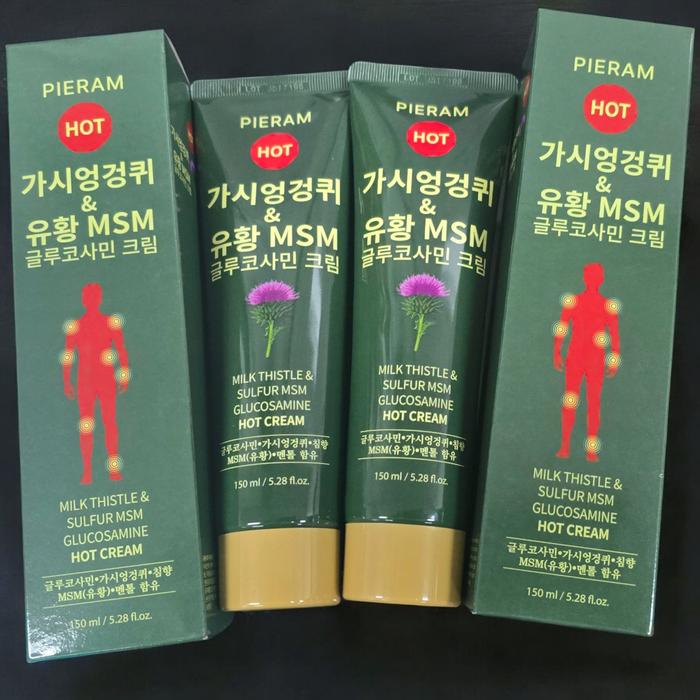 PIERAM
HOT
가시엉겅퀴
&
유황 MSM
글루코사민 크림
MILK THISTLE &
SULFUR MSM
GLUCOSAMINE
HOT CREAM
글루코사민•가시엉겅퀴•침향
MSM(유황)•멘톨 함유
150 ml / 5.28 fl.oz.
PIERAM
HOT
가시엉겅퀴
&
유황 MSM
글루코사민 크림
MILK THISTLE &
SULFUR MSM
GLUCOSAMINE
HOT CREAM
글루코사민•가시엉겅퀴•침향
MSM(유황)•멘톨 함유
150 ml / 5.28 fl.oz.
PIERAM
HOT
가시엉겅퀴
&
유황 MSM
글루코사민 크림
MILK THISTLE &
SULFUR MSM
GLUCOSAMINE
HOT CREAM
글루코사민•가시엉겅퀴•침향
MSM(유황)•멘톨 함유
150 ml / 5.28 fl.oz.
PIERAM
HOT
가시엉겅퀴
&
유황 MSM
글루코사민 크림
MILK THISTLE &
SULFUR MSM
GLUCOSAMINE
HOT CREAM
글루코사민•가시엉겅퀴•침향
MSM(유황)•멘톨 함유
150 ml / 5.28 fl.oz.